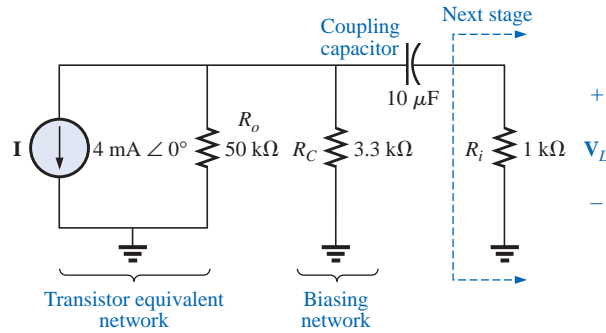 Coupling
capacitor
Next stage
10 μF
+
I
4 mA ∠ 0°
R_o
50 kΩ
R_C
3.3 kΩ
R_i
1 kΩ
V_L
–
Transistor equivalent
network
Biasing
network